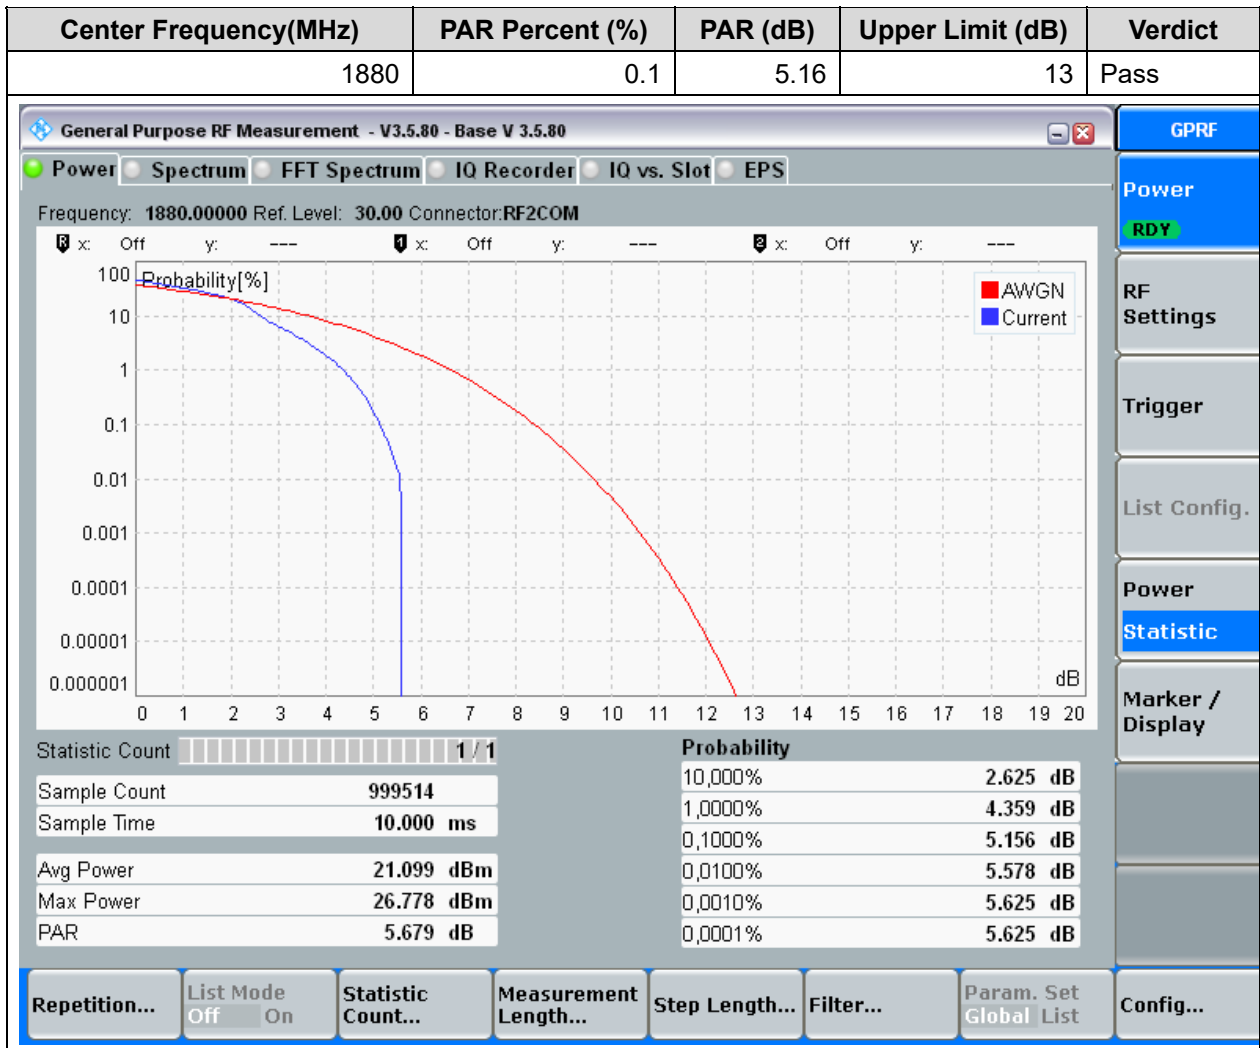 Center Frequency(MHz) PAR Percent (%) PAR (dB) Upper Limit (dB) Verdict
1880 0.1 5.16 13 Pass
General Purpose RF Measurement - V3.5.80 - Base V 3.5.80
GPRF
Power Spectrum FFT Spectrum IQ Recorder IQ vs. Slot EPS
Power
RDY
Frequency: 1880.00000 Ref. Level: 30.00 Connector:RF2COM
R x: Off y: --- 1 x: Off y: --- 2 x: Off y: ---
Probability[%]
AWGN
Current
100
10
1
0.1
0.01
0.001
0.0001
0.00001
0.000001
dB
0 1 2 3 4 5 6 7 8 9 10 11 12 13 14 15 16 17 18 19 20
RF
Settings
Trigger
List Config.
Power
Statistic
Marker /
Display
Statistic Count 1 / 1
Sample Count 999514
Sample Time 10.000 ms
Avg Power 21.099 dBm
Max Power 26.778 dBm
PAR 5.679 dB
Probability
10,000% 2.625 dB
1,0000% 4.359 dB
0,1000% 5.156 dB
0,0100% 5.578 dB
0,0010% 5.625 dB
0,0001% 5.625 dB
Repetition...
List Mode
Off On
Statistic
Count...
Measurement
Length...
Step Length...
Filter...
Param. Set
Global List
Config...